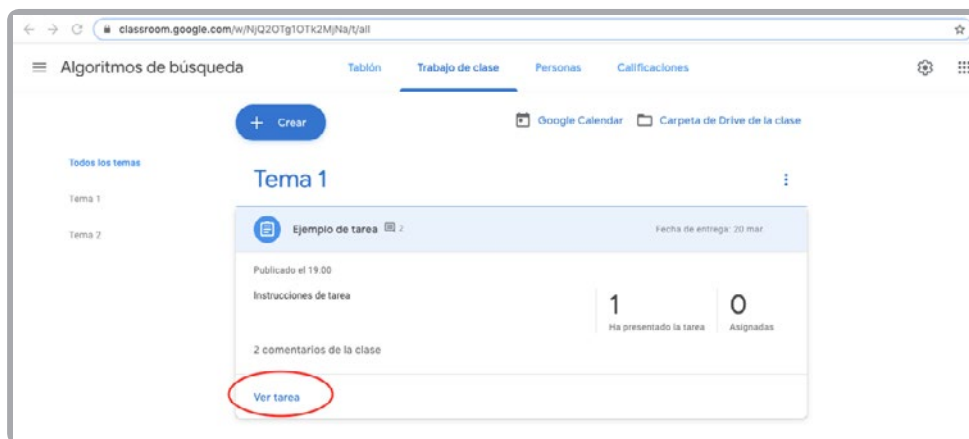 classroom.google.com/w/NjQ2OTg1OTk2MjNa/t/all
Algoritmos de búsqueda
Tablón Trabajo de clase Personas Calificaciones
+ Crear
Google Calendar Carpeta de Drive de la clase
Todos los temas
Tema 1
Tema 2
Tema 1
Ejemplo de tarea 2
Fecha de entrega: 20 mar
Publicado el 19:00
Instrucciones de tarea
1
Ha presentado la tarea
0
Asignadas
2 comentarios de la clase
Ver tarea